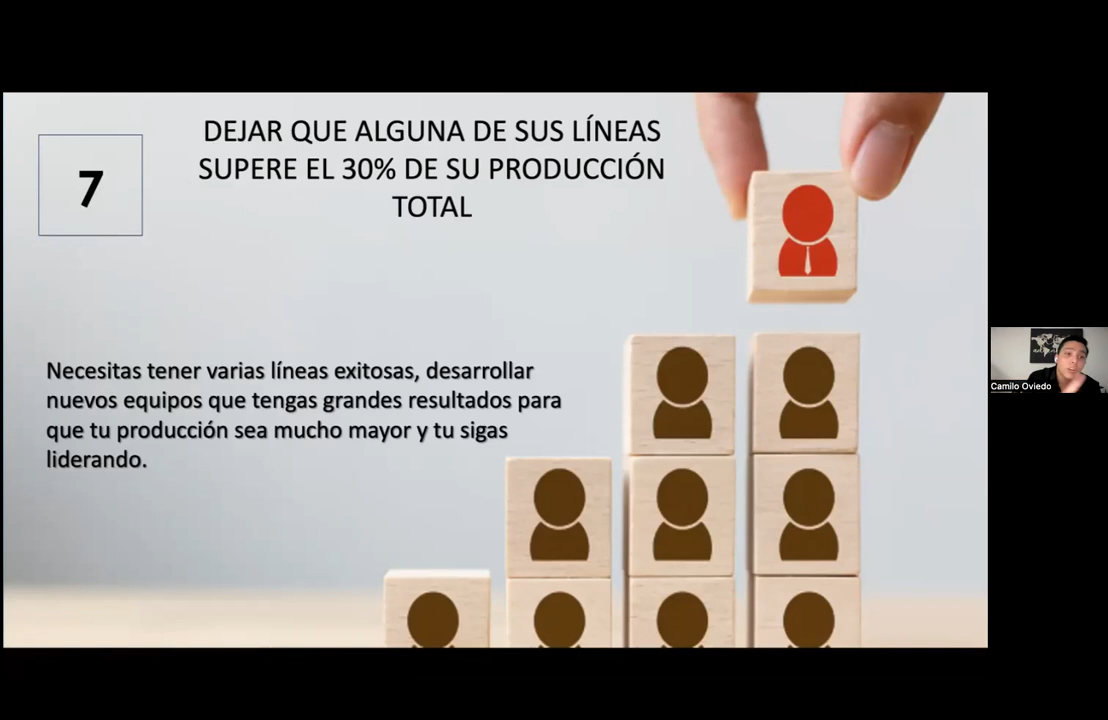 7
DEJAR QUE ALGUNA DE SUS LÍNEAS
SUPERE EL 30% DE SU PRODUCCIÓN
TOTAL
Necesitas tener varias líneas exitosas, desarrollar
nuevos equipos que tengas grandes resultados para
que tu producción sea mucho mayor y tu sigas
liderando.
Camilo Oviedo